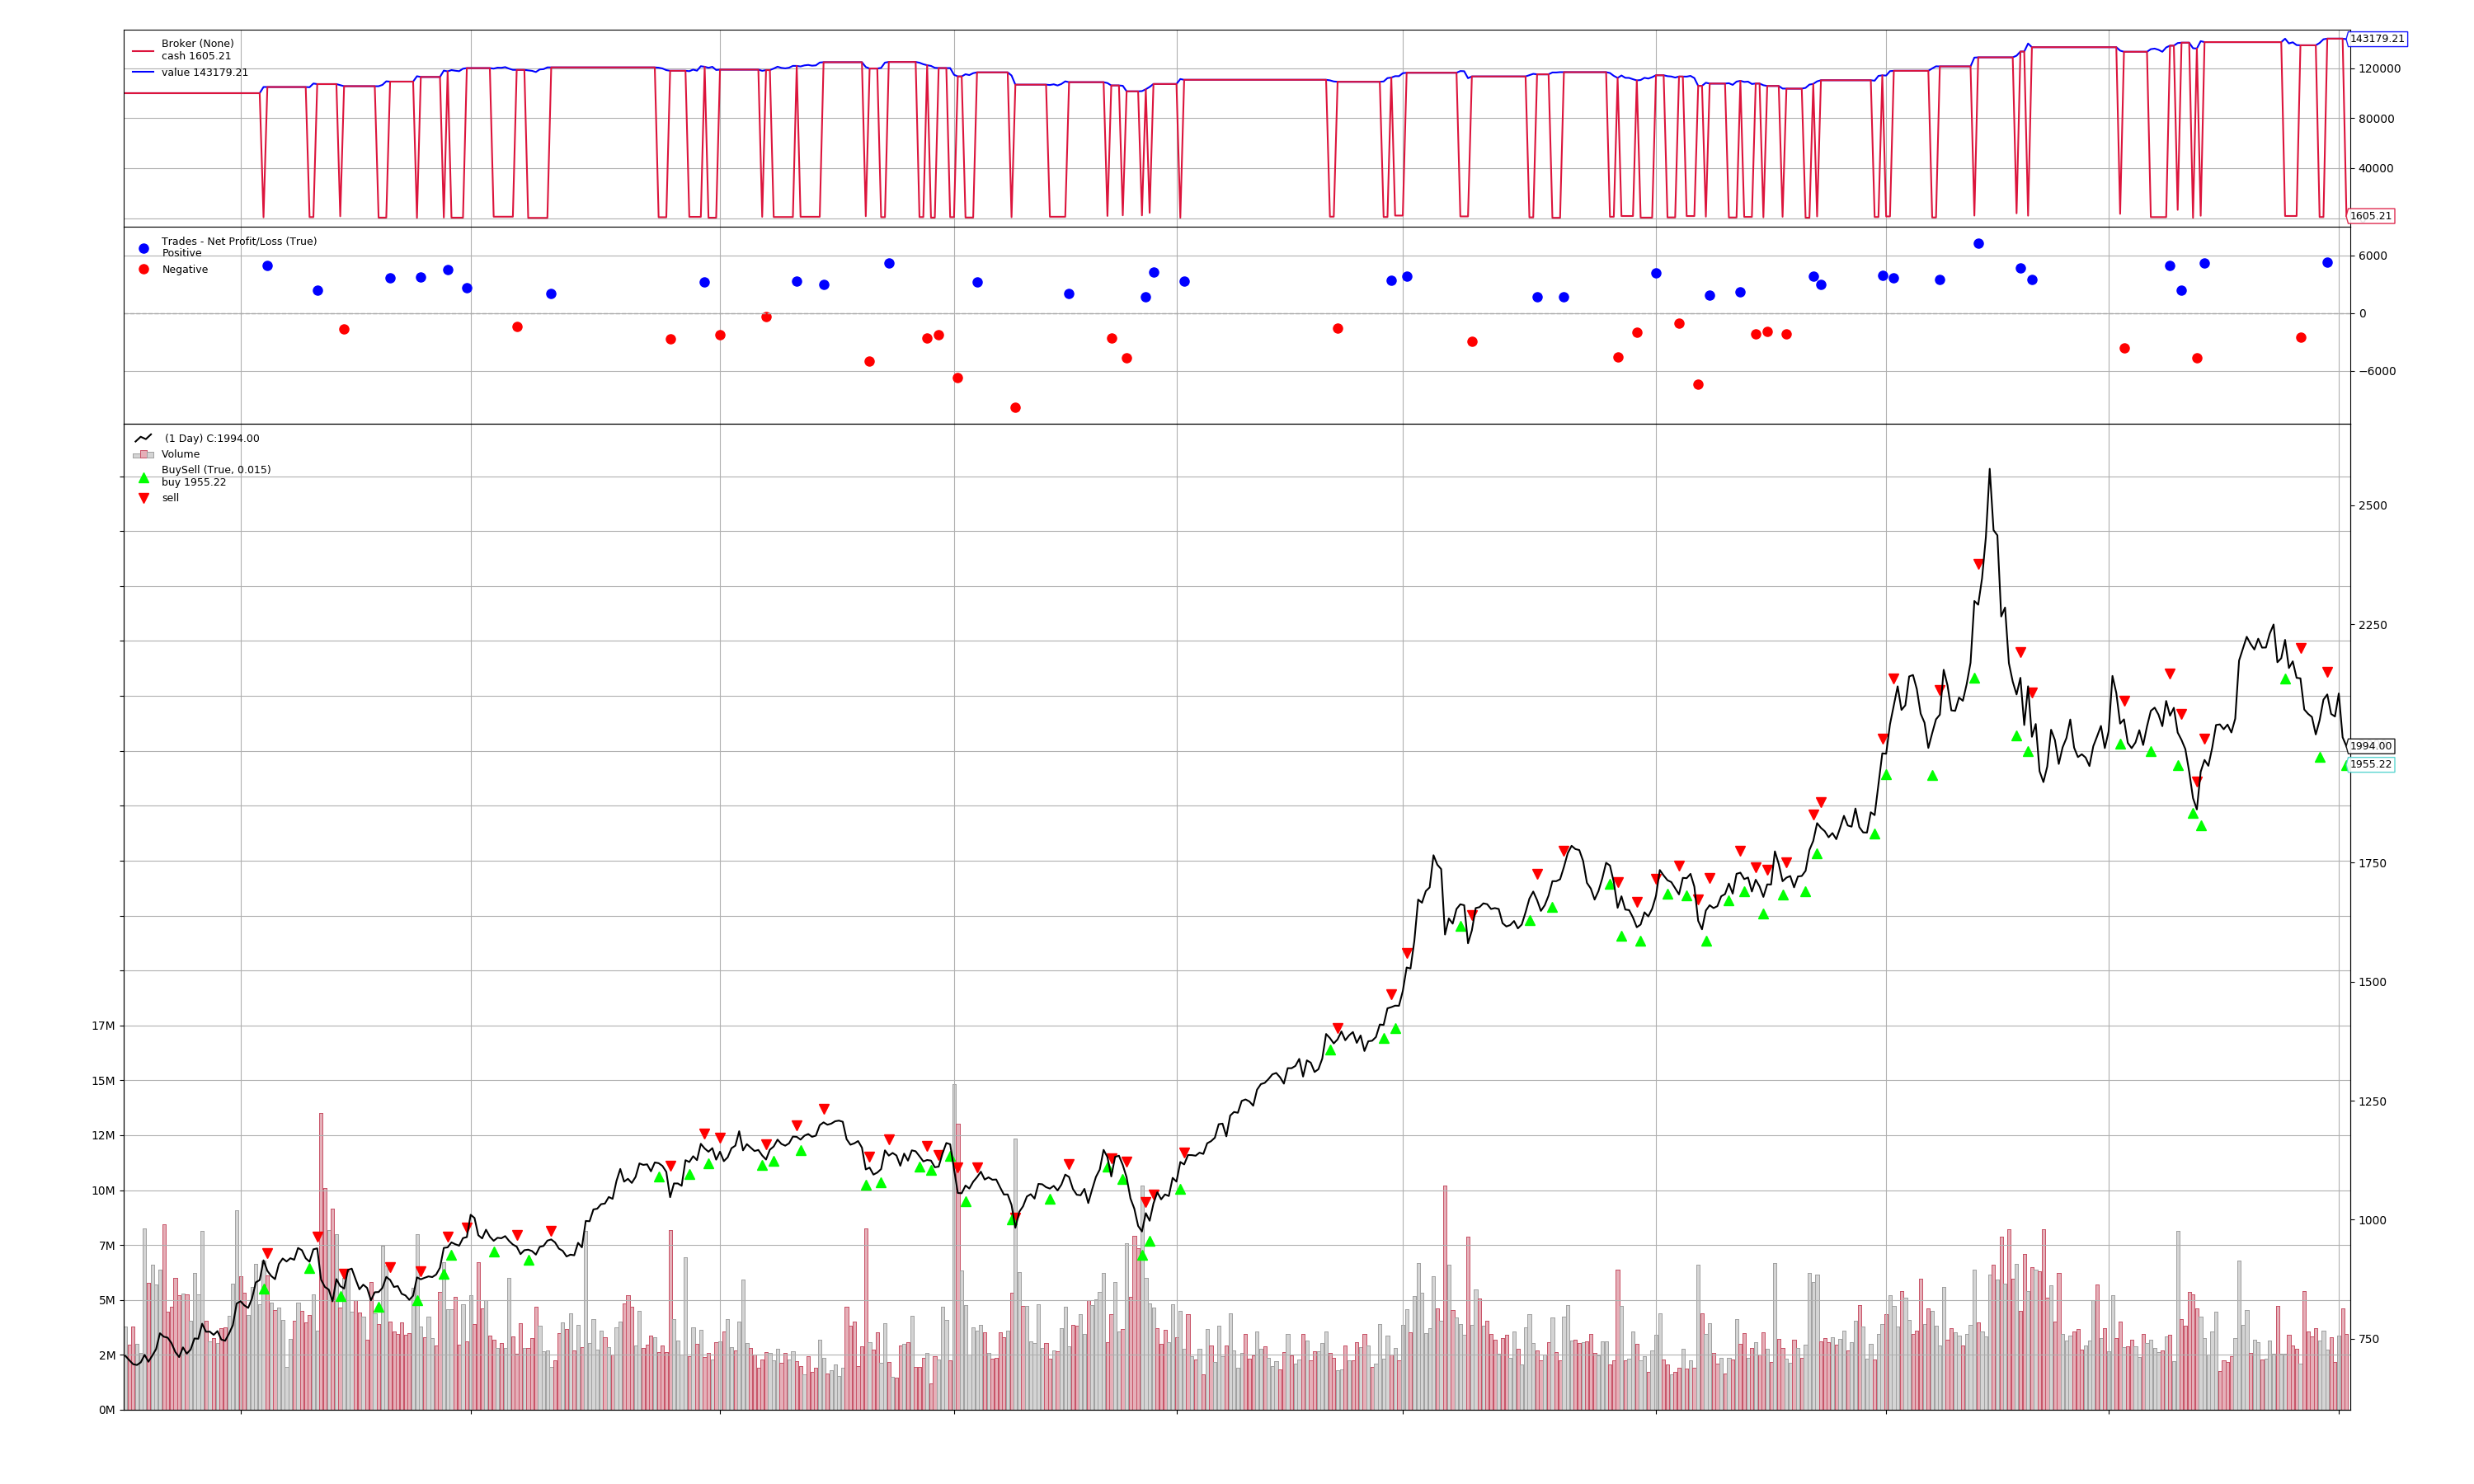 Broker (None)
cash 1605.21
value 143179.21
143179.21
120000
80000
40000
1605.21
Trades - Net Profit/Loss (True)
Positive
Negative
6000
0
−6000
(1 Day) C:1994.00
Volume
BuySell (True, 0.015)
buy 1955.22
sell
2500
2250
1994.00
1955.22
1750
1500
1250
1000
750
17M
15M
12M
10M
7M
5M
2M
0M